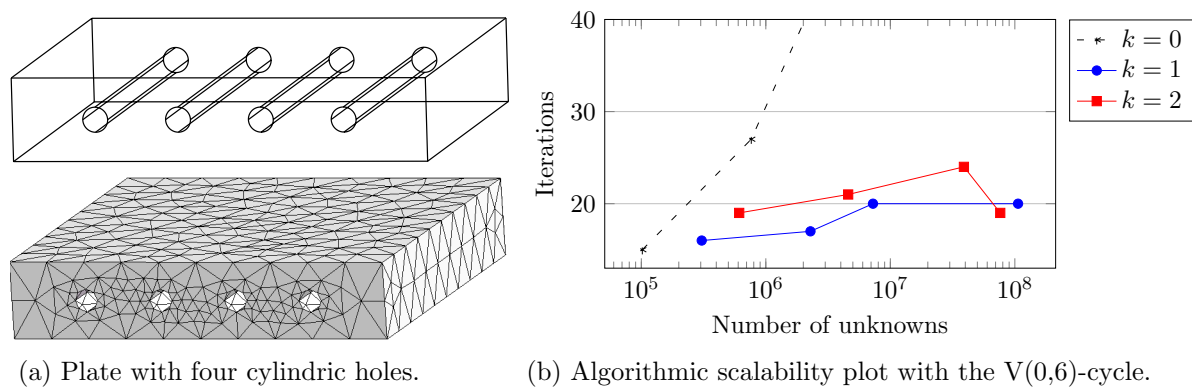 40
30
20
Iterations
10^5
10^6
10^7
10^8
Number of unknowns
k = 0
k = 1
k = 2
(a) Plate with four cylindric holes.
(b) Algorithmic scalability plot with the V(0,6)-cycle.